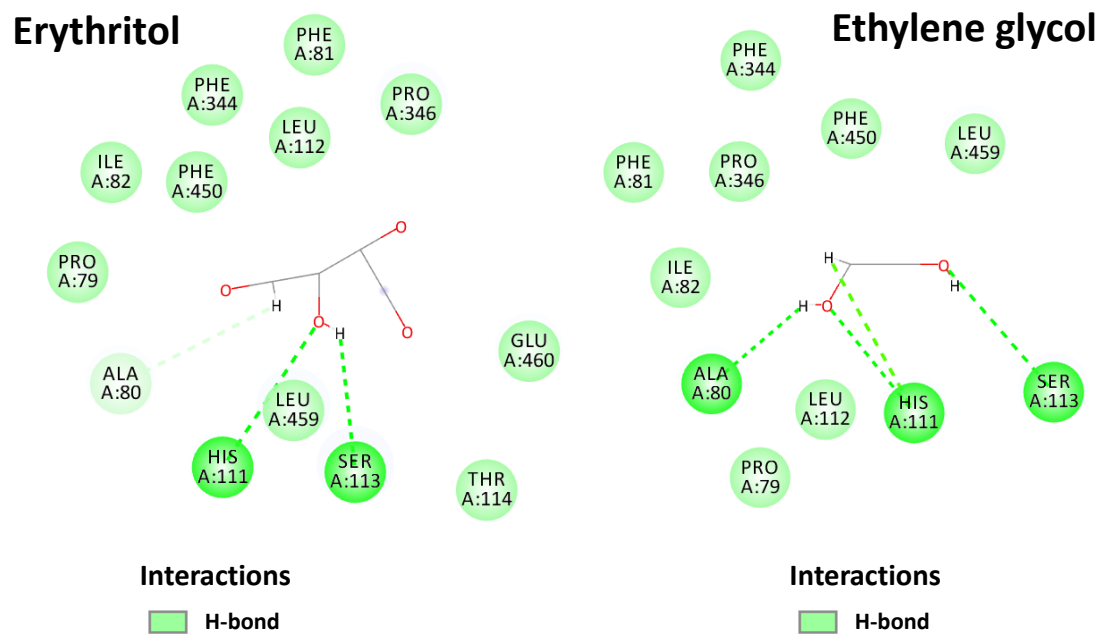 Erythritol
PHE
A:81
PHE
A:344
PRO
A:346
LEU
A:112
ILE
A:82
PHE
A:450
PRO
A:79
O
O
H
O
H
O
ALA
A:80
GLU
A:460
LEU
A:459
HIS
A:111
SER
A:113
THR
A:114
Interactions
H-bond
Ethylene glycol
PHE
A:344
PHE
A:450
LEU
A:459
PHE
A:81
PRO
A:346
ILE
A:82
H
O
H
H
O
ALA
A:80
LEU
A:112
HIS
A:111
SER
A:113
PRO
A:79
Interactions
H-bond